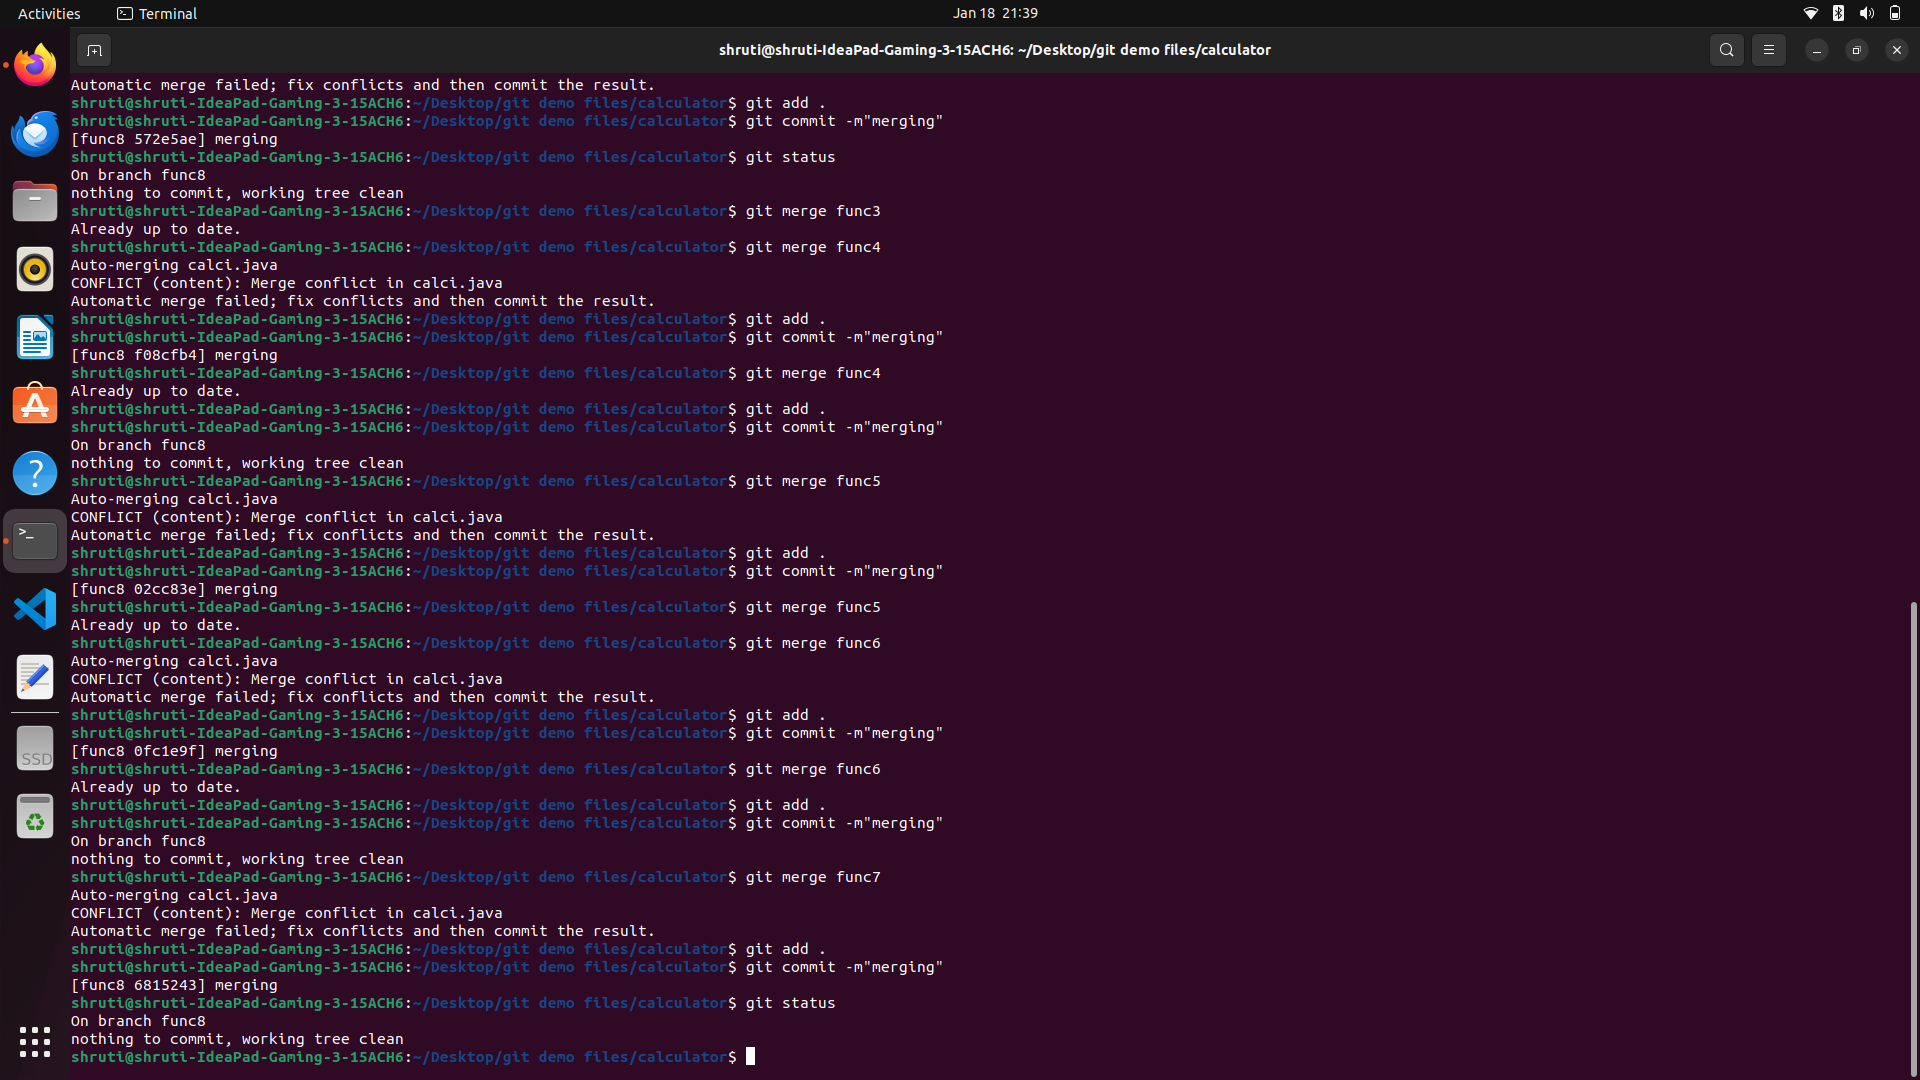 Activities
Terminal
Jan 18 21:39
shruti@shruti-IdeaPad-Gaming-3-15ACH6: ~/Desktop/git demo files/calculator
Automatic merge failed; fix conflicts and then commit the result.
shruti@shruti-IdeaPad-Gaming-3-15ACH6:~/Desktop/git demo files/calculator$ git add .
shruti@shruti-IdeaPad-Gaming-3-15ACH6:~/Desktop/git demo files/calculator$ git commit -m"merging"
[func8 572e5ae] merging
shruti@shruti-IdeaPad-Gaming-3-15ACH6:~/Desktop/git demo files/calculator$ git status
On branch func8
nothing to commit, working tree clean
shruti@shruti-IdeaPad-Gaming-3-15ACH6:~/Desktop/git demo files/calculator$ git merge func3
Already up to date.
shruti@shruti-IdeaPad-Gaming-3-15ACH6:~/Desktop/git demo files/calculator$ git merge func4
Auto-merging calci.java
CONFLICT (content): Merge conflict in calci.java
Automatic merge failed; fix conflicts and then commit the result.
shruti@shruti-IdeaPad-Gaming-3-15ACH6:~/Desktop/git demo files/calculator$ git add .
shruti@shruti-IdeaPad-Gaming-3-15ACH6:~/Desktop/git demo files/calculator$ git commit -m"merging"
[func8 f08cfb4] merging
shruti@shruti-IdeaPad-Gaming-3-15ACH6:~/Desktop/git demo files/calculator$ git merge func4
Already up to date.
shruti@shruti-IdeaPad-Gaming-3-15ACH6:~/Desktop/git demo files/calculator$ git add .
shruti@shruti-IdeaPad-Gaming-3-15ACH6:~/Desktop/git demo files/calculator$ git commit -m"merging"
On branch func8
nothing to commit, working tree clean
shruti@shruti-IdeaPad-Gaming-3-15ACH6:~/Desktop/git demo files/calculator$ git merge func5
Auto-merging calci.java
CONFLICT (content): Merge conflict in calci.java
Automatic merge failed; fix conflicts and then commit the result.
shruti@shruti-IdeaPad-Gaming-3-15ACH6:~/Desktop/git demo files/calculator$ git add .
shruti@shruti-IdeaPad-Gaming-3-15ACH6:~/Desktop/git demo files/calculator$ git commit -m"merging"
[func8 02cc83e] merging
shruti@shruti-IdeaPad-Gaming-3-15ACH6:~/Desktop/git demo files/calculator$ git merge func5
Already up to date.
shruti@shruti-IdeaPad-Gaming-3-15ACH6:~/Desktop/git demo files/calculator$ git merge func6
Auto-merging calci.java
CONFLICT (content): Merge conflict in calci.java
Automatic merge failed; fix conflicts and then commit the result.
shruti@shruti-IdeaPad-Gaming-3-15ACH6:~/Desktop/git demo files/calculator$ git add .
shruti@shruti-IdeaPad-Gaming-3-15ACH6:~/Desktop/git demo files/calculator$ git commit -m"merging"
[func8 0fc1e9f] merging
shruti@shruti-IdeaPad-Gaming-3-15ACH6:~/Desktop/git demo files/calculator$ git merge func6
Already up to date.
shruti@shruti-IdeaPad-Gaming-3-15ACH6:~/Desktop/git demo files/calculator$ git add .
shruti@shruti-IdeaPad-Gaming-3-15ACH6:~/Desktop/git demo files/calculator$ git commit -m"merging"
On branch func8
nothing to commit, working tree clean
shruti@shruti-IdeaPad-Gaming-3-15ACH6:~/Desktop/git demo files/calculator$ git merge func7
Auto-merging calci.java
CONFLICT (content): Merge conflict in calci.java
Automatic merge failed; fix conflicts and then commit the result.
shruti@shruti-IdeaPad-Gaming-3-15ACH6:~/Desktop/git demo files/calculator$ git add .
shruti@shruti-IdeaPad-Gaming-3-15ACH6:~/Desktop/git demo files/calculator$ git commit -m"merging"
[func8 6815243] merging
shruti@shruti-IdeaPad-Gaming-3-15ACH6:~/Desktop/git demo files/calculator$ git status
On branch func8
nothing to commit, working tree clean
shruti@shruti-IdeaPad-Gaming-3-15ACH6:~/Desktop/git demo files/calculator$
SSD